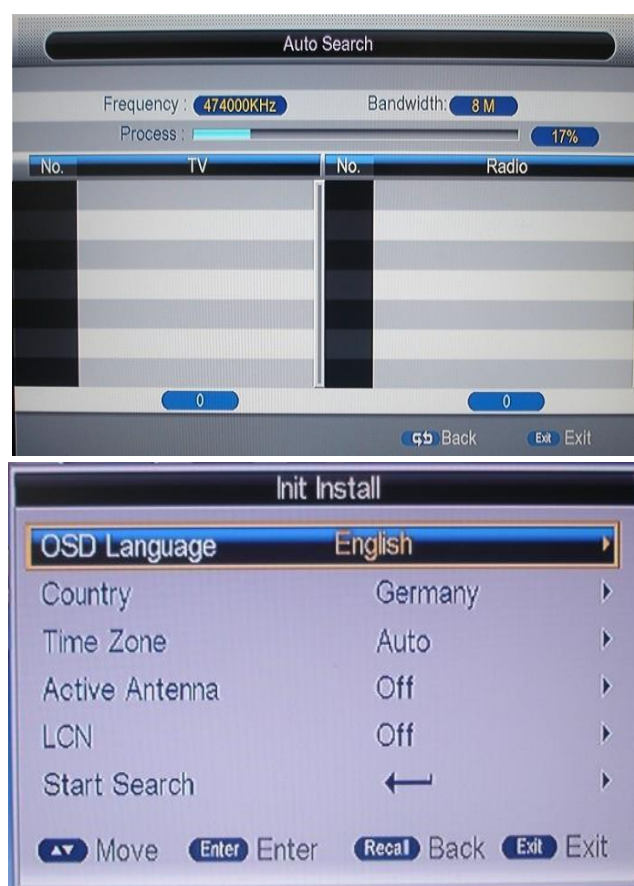 Auto Search
Frequency : 474000KHz Bandwidth: 8 M
Process : 17%
No. TV No. Radio
0 0
Back Exit Exit
Init Install
OSD Language English
Country Germany
Time Zone Auto
Active Antenna Off
LCN Off
Start Search
Move Enter Enter Recall Back Exit Exit